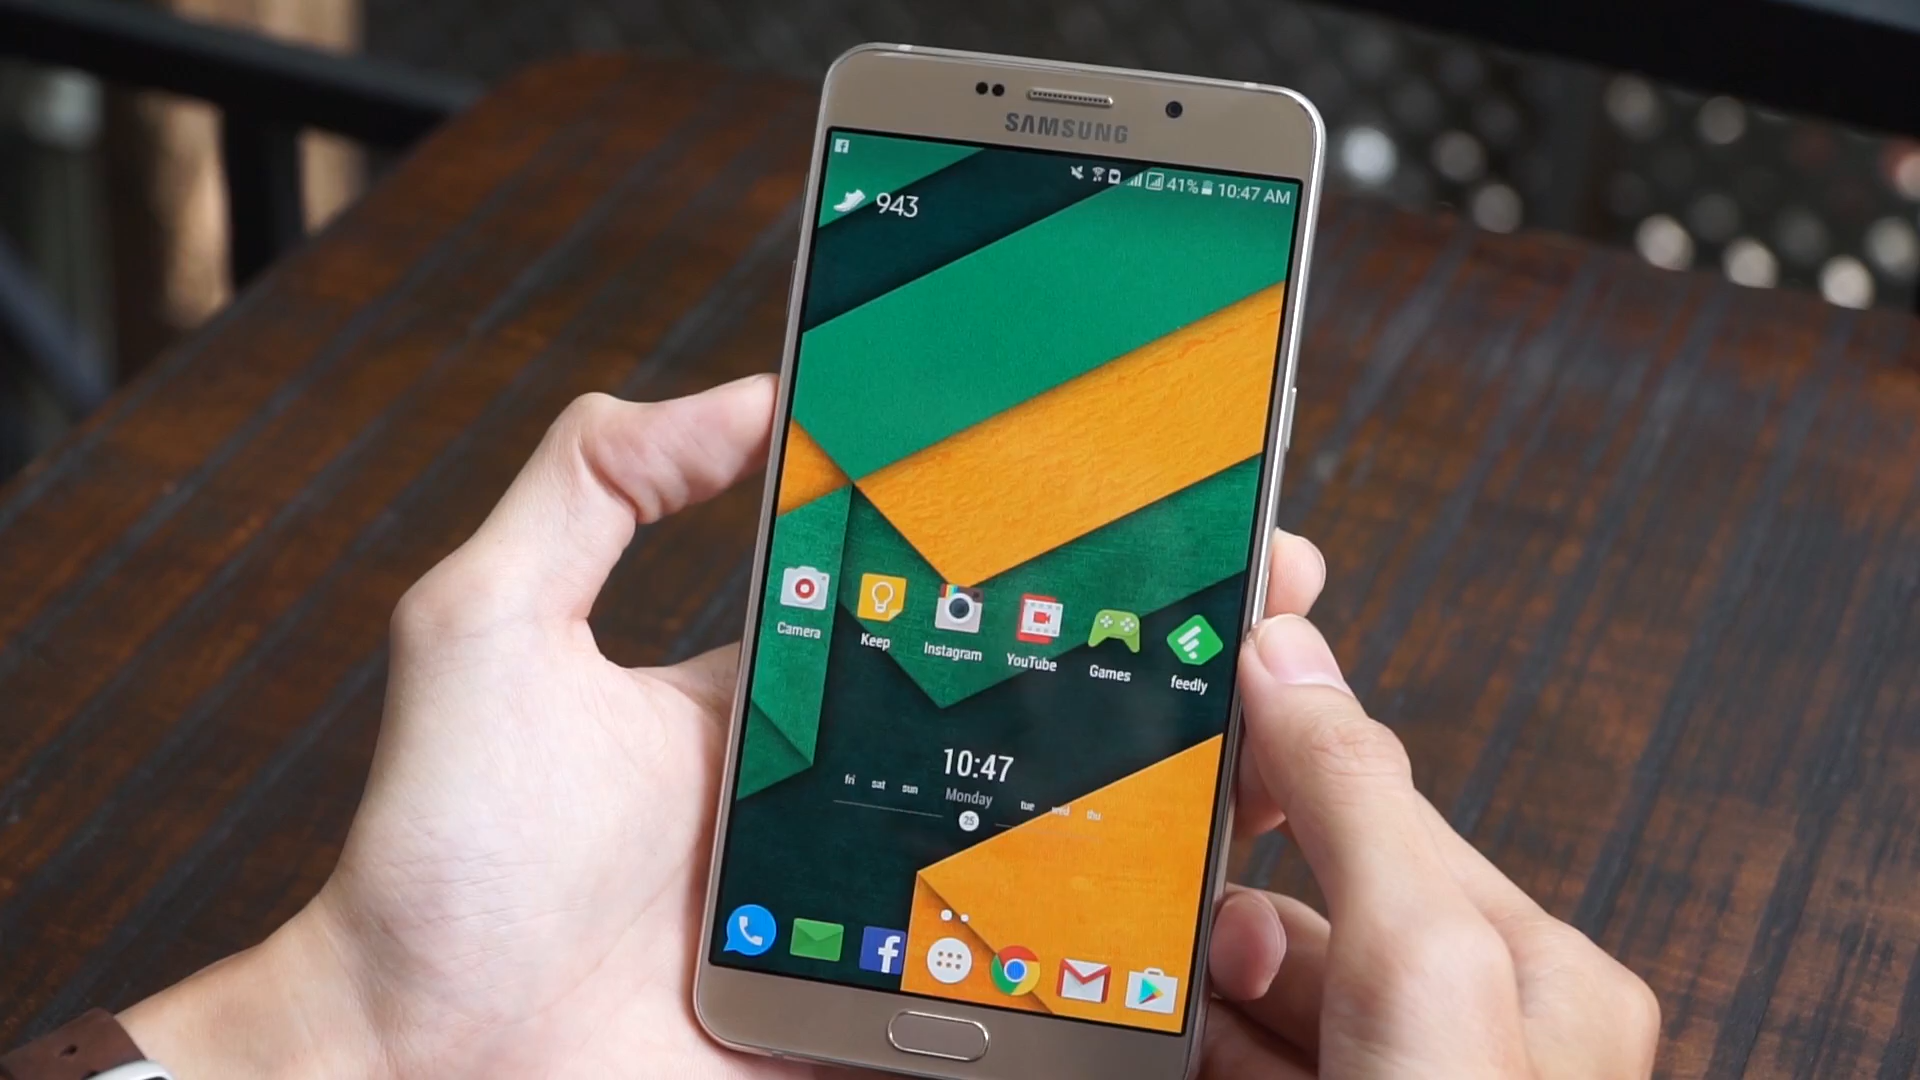 SAMSUNG
41% 10:47 AM
943
Camera Keep Instagram YouTube Games feedly
10:47
fri sat sun Monday tue wed thu
25